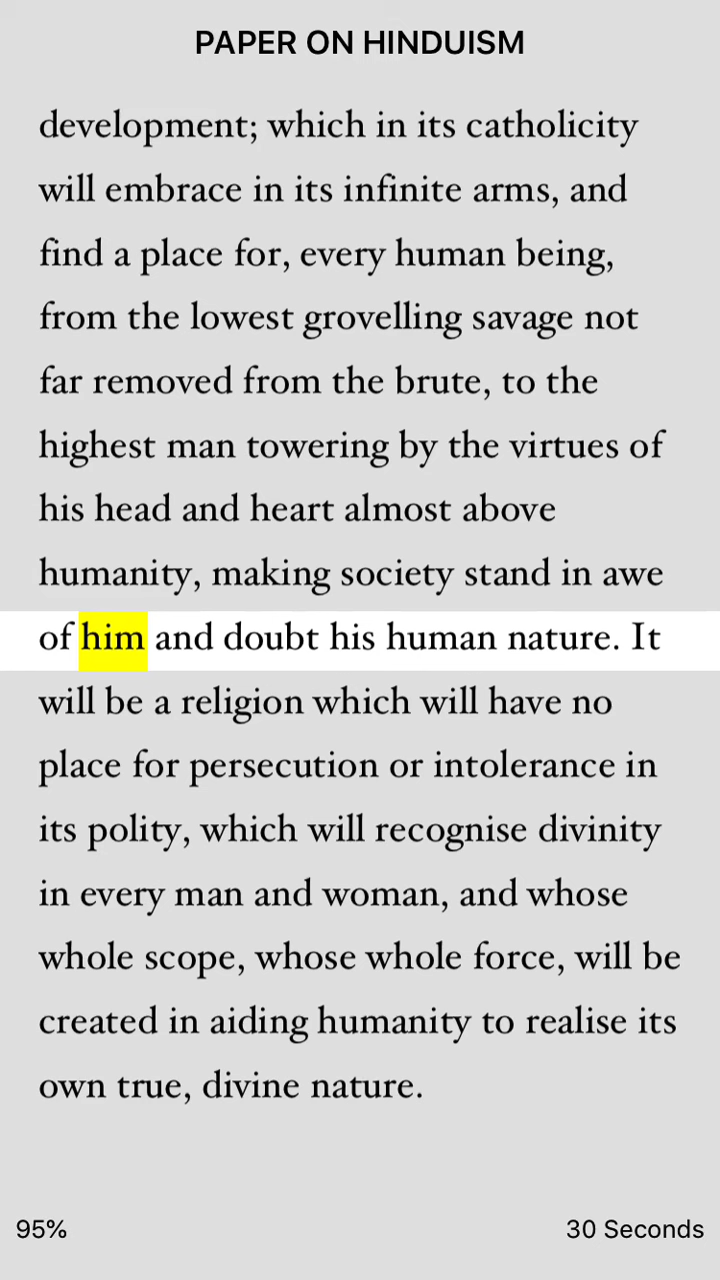 PAPER ON HINDUISM
development; which in its catholicity
will embrace in its infinite arms, and
find a place for, every human being,
from the lowest grovelling savage not
far removed from the brute, to the
highest man towering by the virtues of
his head and heart almost above
humanity, making society stand in awe
of him and doubt his human nature. It
will be a religion which will have no
place for persecution or intolerance in
its polity, which will recognise divinity
in every man and woman, and whose
whole scope, whose whole force, will be
created in aiding humanity to realise its
own true, divine nature.
95% 30 Seconds